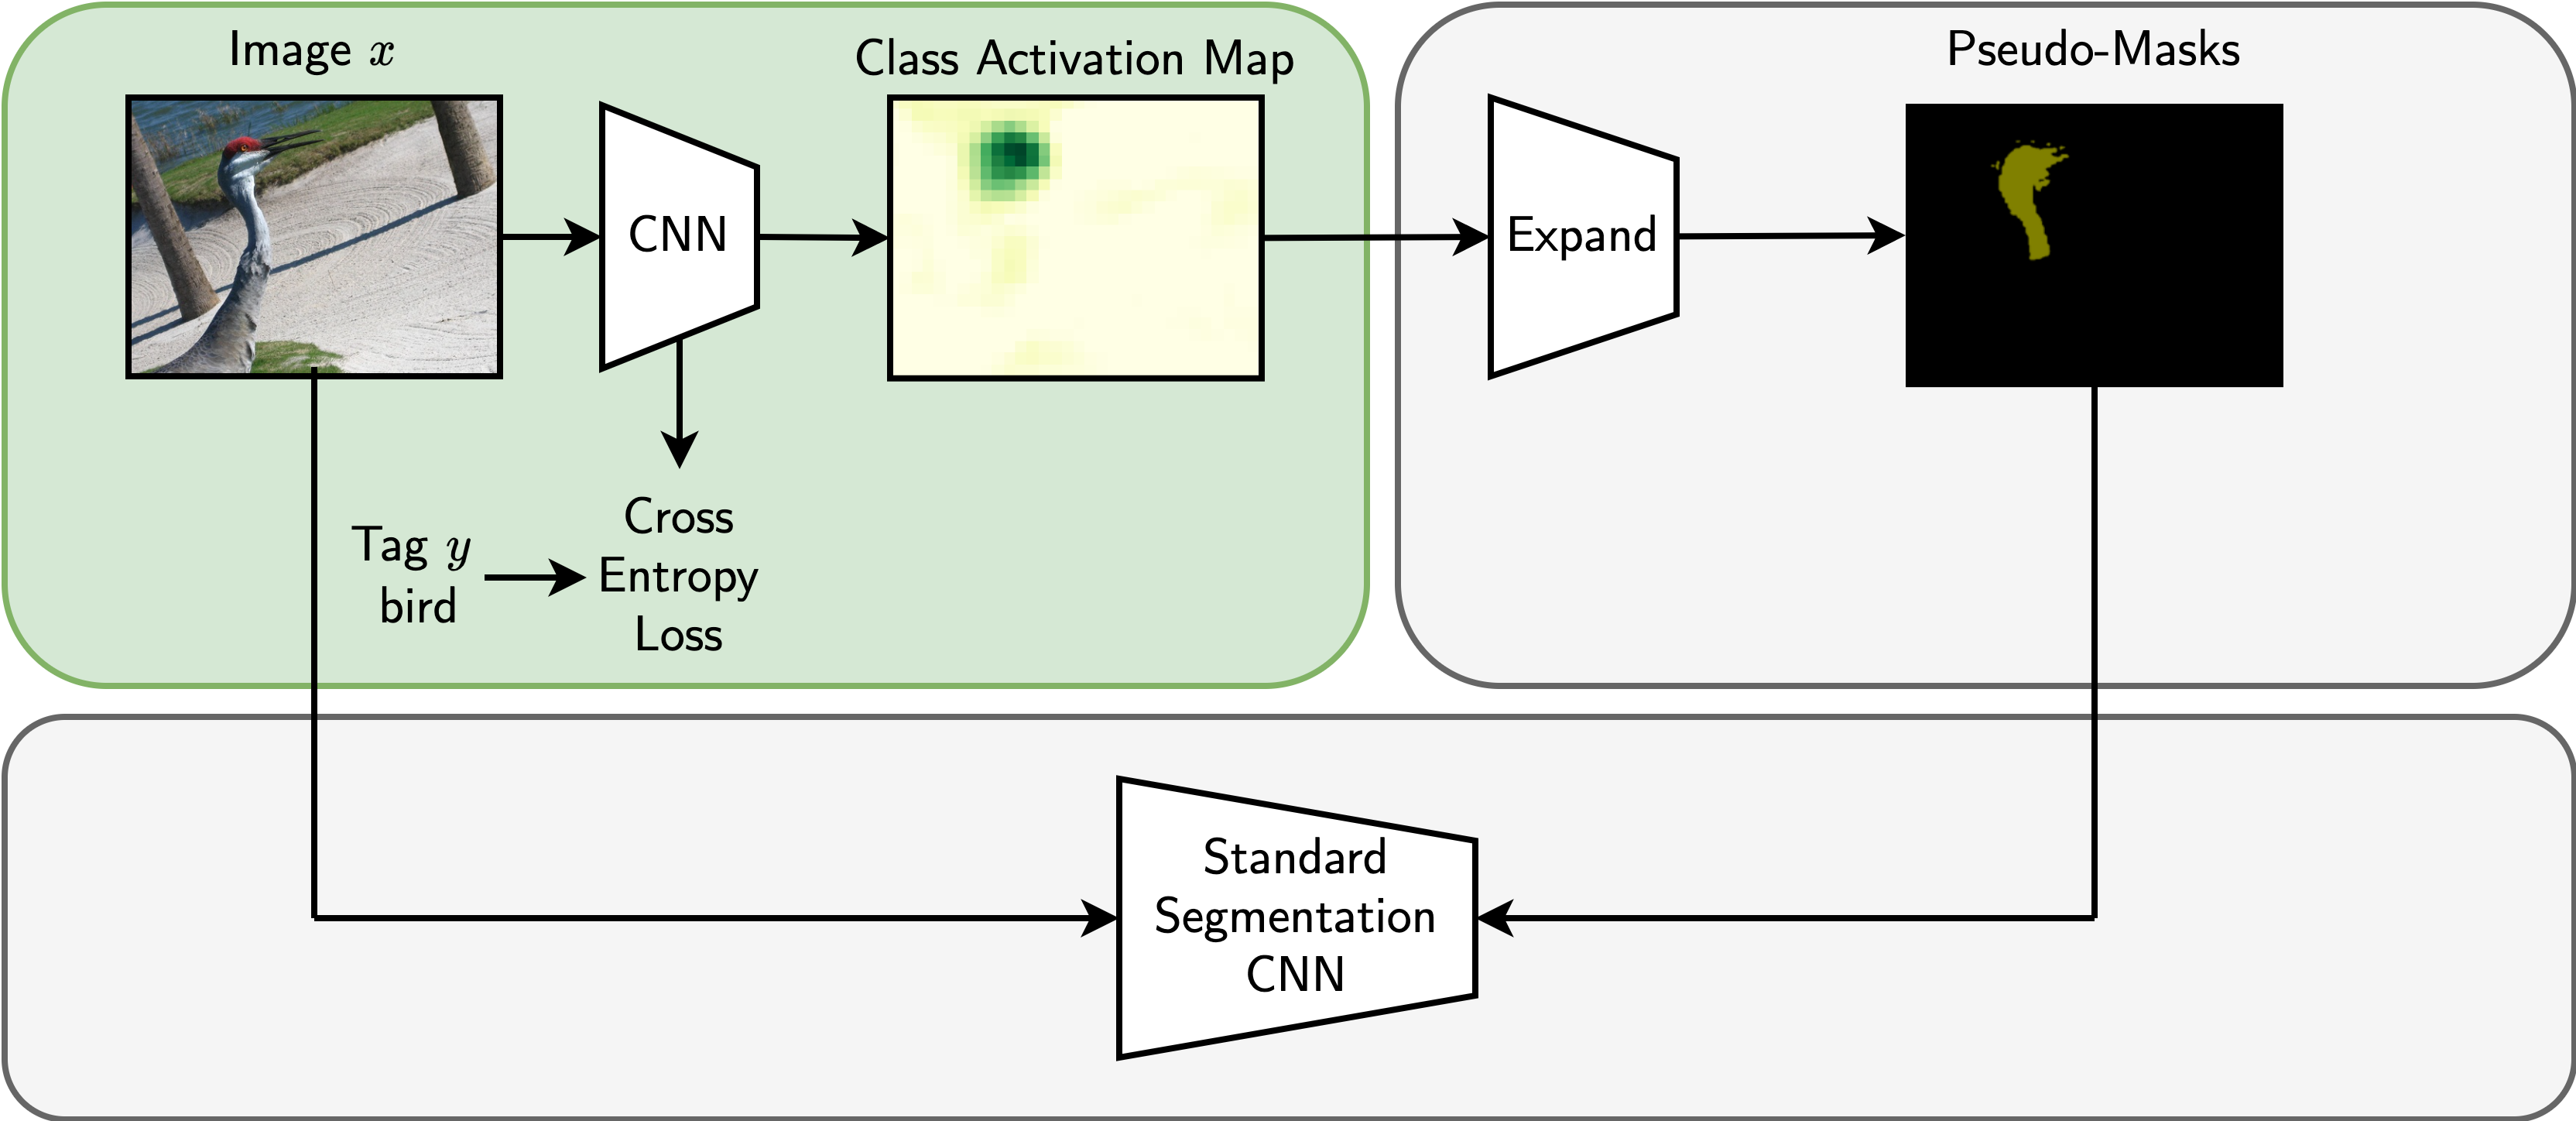 Image x
Class Activation Map
Pseudo-Masks
CNN
Expand
Cross
Entropy
Loss
Tag y
bird
Standard
Segmentation
CNN